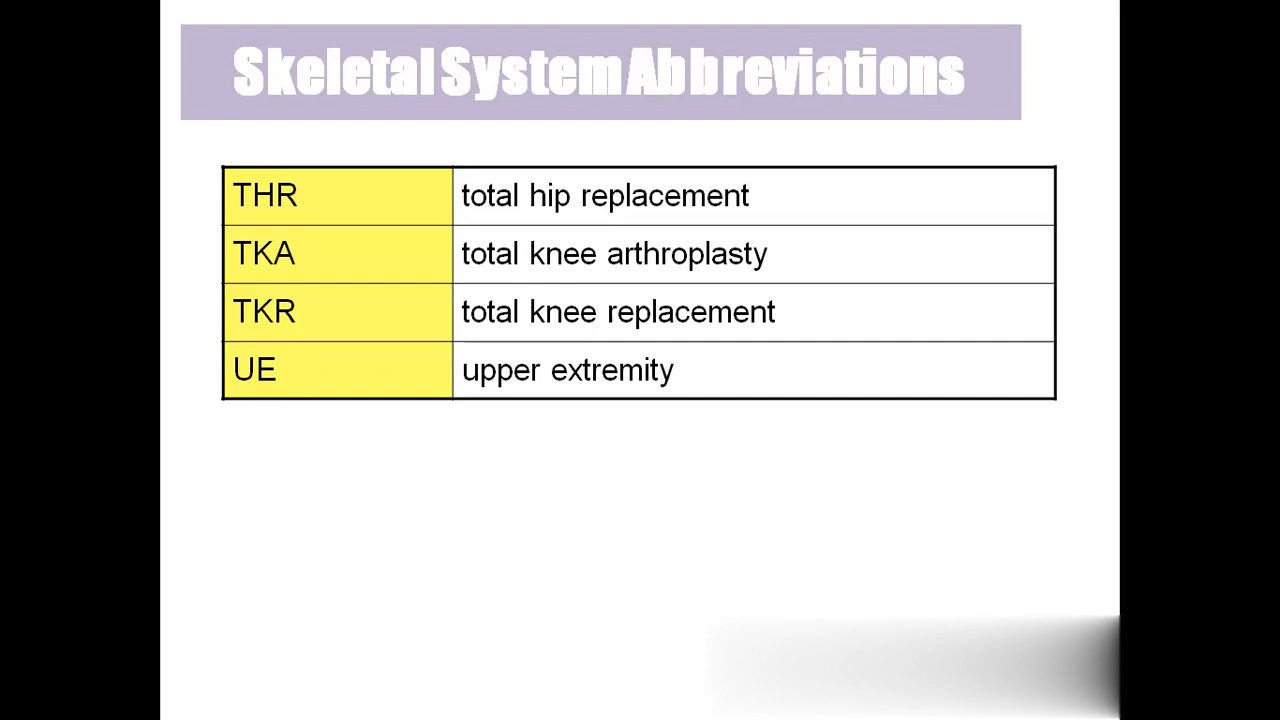 Skeletal System Abbreviations
THR total hip replacement
TKA total knee arthroplasty
TKR total knee replacement
UE upper extremity